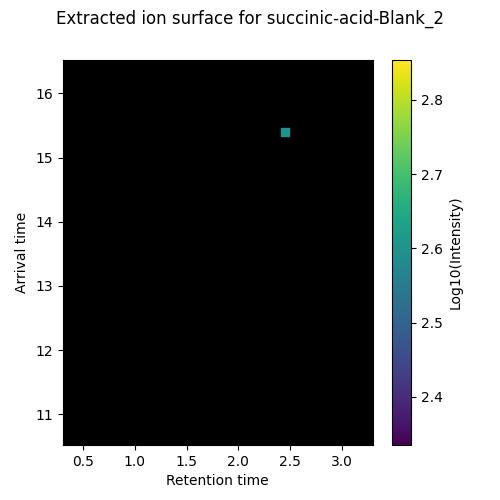 Extracted ion surface for succinic-acid-Blank_2
Arrival time
16
15
14
13
12
11
0.5 1.0 1.5 2.0 2.5 3.0
Retention time
2.8
2.7
2.6
2.5
2.4
Log10(Intensity)